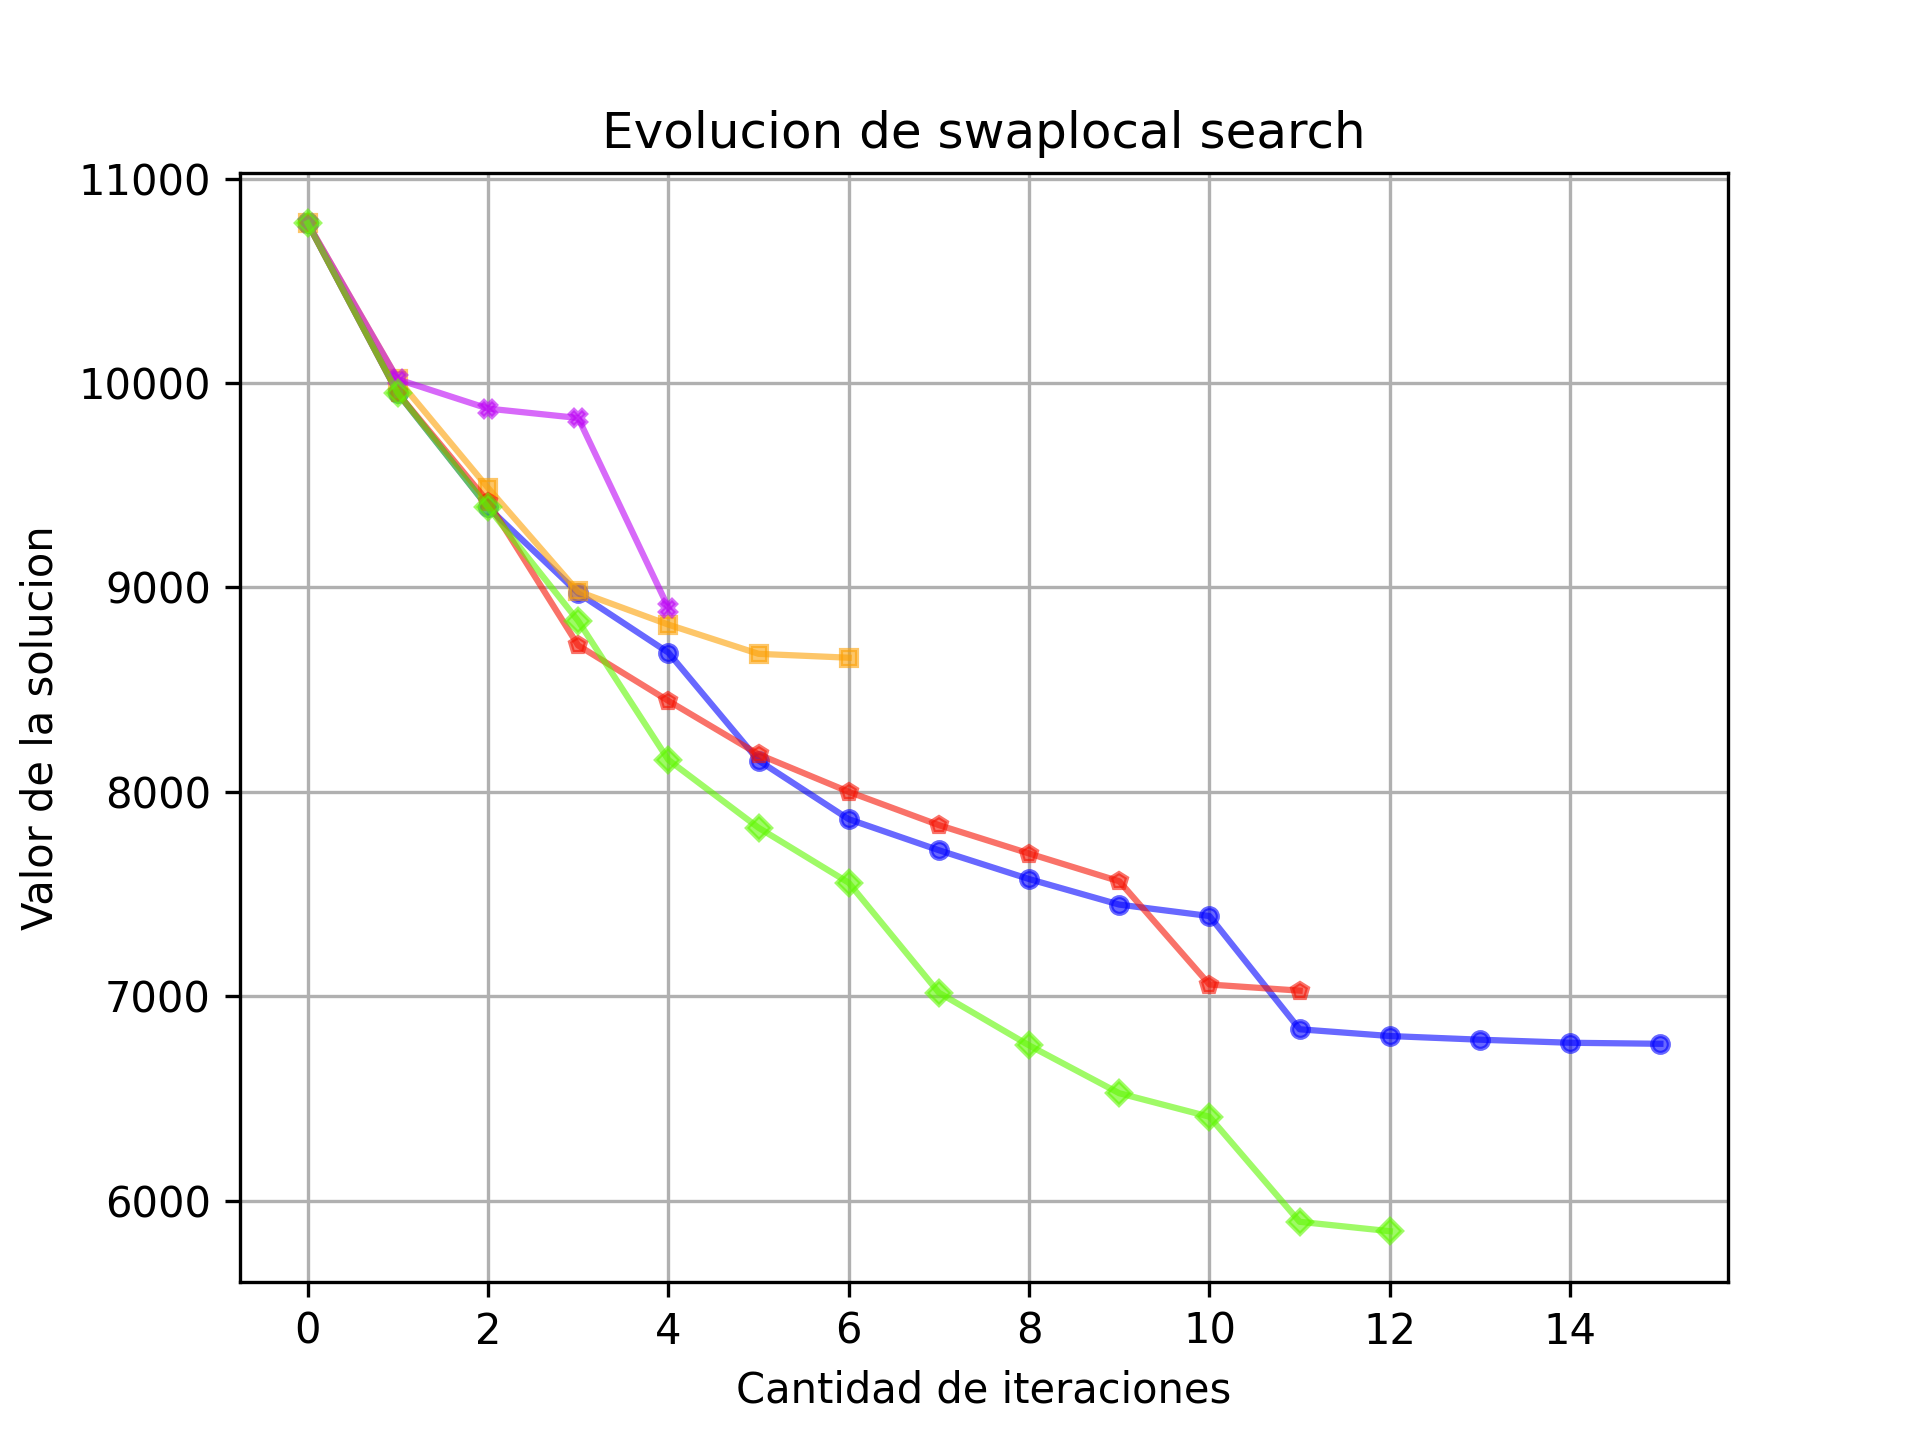 Evolucion de swaplocal search
11000
10000
9000
8000
7000
6000
Valor de la solucion
0 2 4 6 8 10 12 14
Cantidad de iteraciones